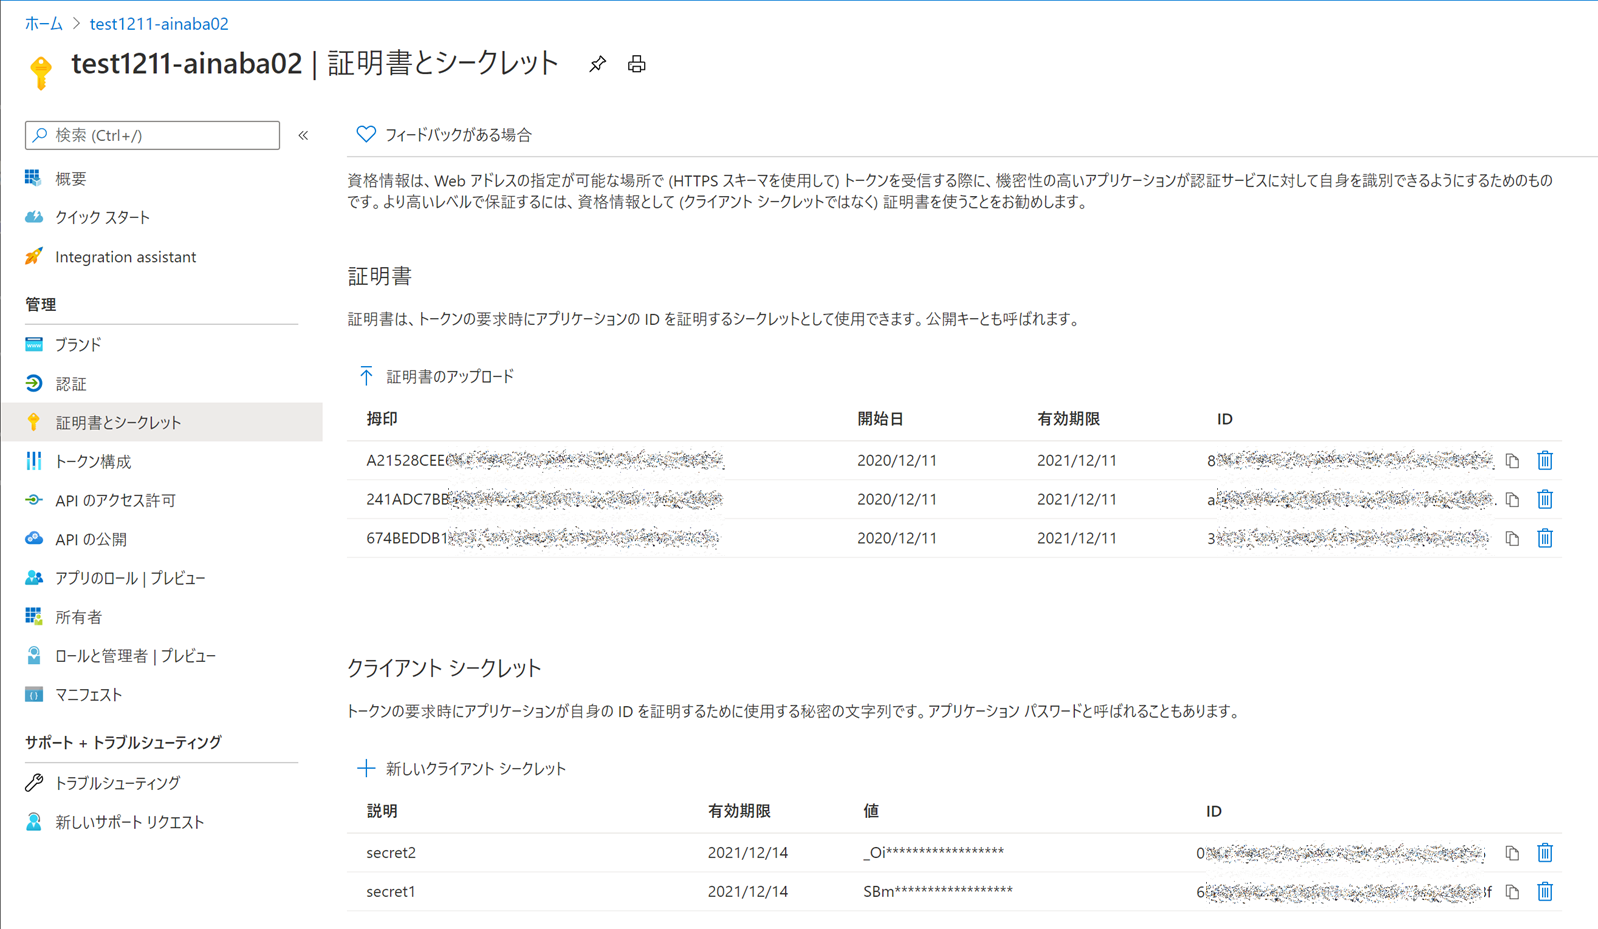 ホーム > test1211-ainaba02
test1211-ainaba02 | 証明書とシークレット
検索 (Ctrl+/)
«
概要
クイック スタート
Integration assistant
管理
ブランド
認証
証明書とシークレット
トークン構成
API のアクセス許可
API の公開
アプリのロール | プレビュー
所有者
ロールと管理者 | プレビュー
マニフェスト
サポート + トラブルシューティング
トラブルシューティング
新しいサポート リクエスト
フィードバックがある場合
資格情報は、Web アドレスの指定が可能な場所で (HTTPS スキーマを使用して) トークンを受信する際に、機密性の高いアプリケーションが認証サービスに対して自身を識別できるようにするためのもの
です。より高いレベルで保証するには、資格情報として (クライアント シークレットではなく) 証明書を使うことをお勧めします。
証明書
証明書は、トークンの要求時にアプリケーションの ID を証明するシークレットとして使用できます。公開キーとも呼ばれます。
証明書のアップロード
拇印 開始日 有効期限 ID
A21528CEE 2020/12/11 2021/12/11 8
241ADC7BB 2020/12/11 2021/12/11 a
674BEDDB1 2020/12/11 2021/12/11 3
クライアント シークレット
トークンの要求時にアプリケーションが自身の ID を証明するために使用する秘密の文字列です。アプリケーション パスワードと呼ばれることもあります。
新しいクライアント シークレット
説明 有効期限 値 ID
secret2 2021/12/14 _Oi****************** 0
secret1 2021/12/14 SBm****************** 6 f